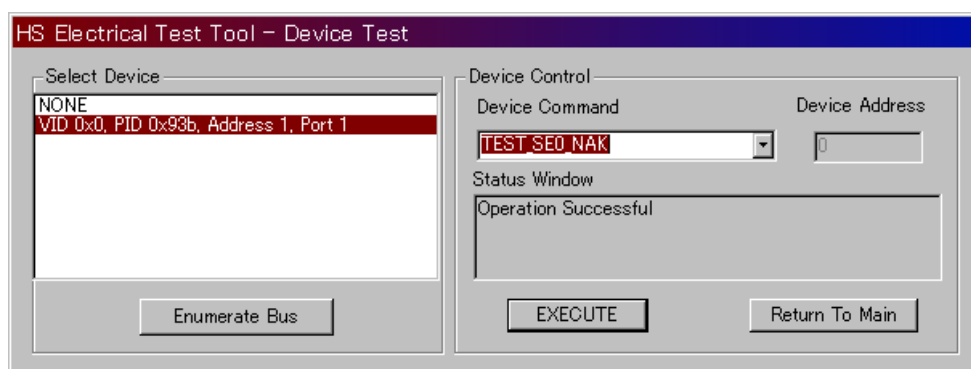 HS Electrical Test Tool - Device Test
Select Device
NONE
VID 0x0, PID 0x93b, Address 1, Port 1
Enumerate Bus
Device Control
Device Command
Device Address
TEST_SE0_NAK
0
Status Window
Operation Successful
EXECUTE
Return To Main